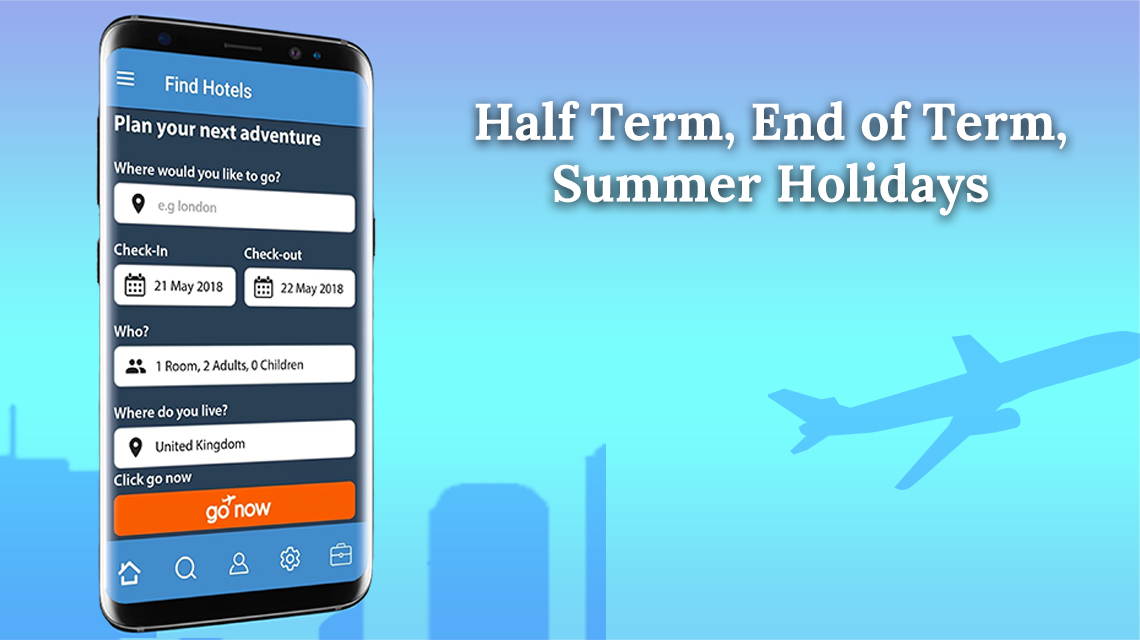 Find Hotels
Plan your next adventure
Where would you like to go?
e.g london
Check-In
Check-out
21 May 2018
22 May 2018
Who?
1 Room, 2 Adults, 0 Children
Where do you live?
United Kingdom
Click go now
go now
Half Term, End of Term,
Summer Holidays